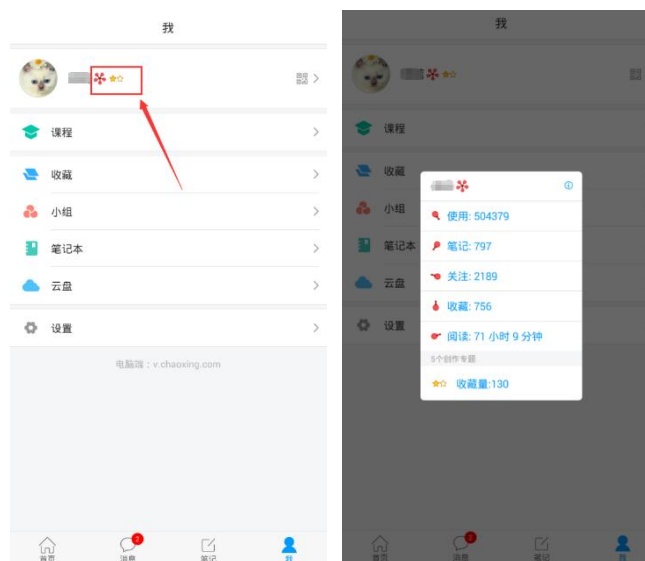 我
课程
收藏
小组
笔记本
云盘
设置
电脑端：v.chaoxing.com
2
首页
消息
笔记
我
我
课程
收藏
小组
笔记本
云盘
设置
使用: 504379
笔记: 797
关注: 2189
收藏: 756
阅读: 71 小时 9 分钟
5个创作专题
收藏量:130
2
首页
消息
笔记
我